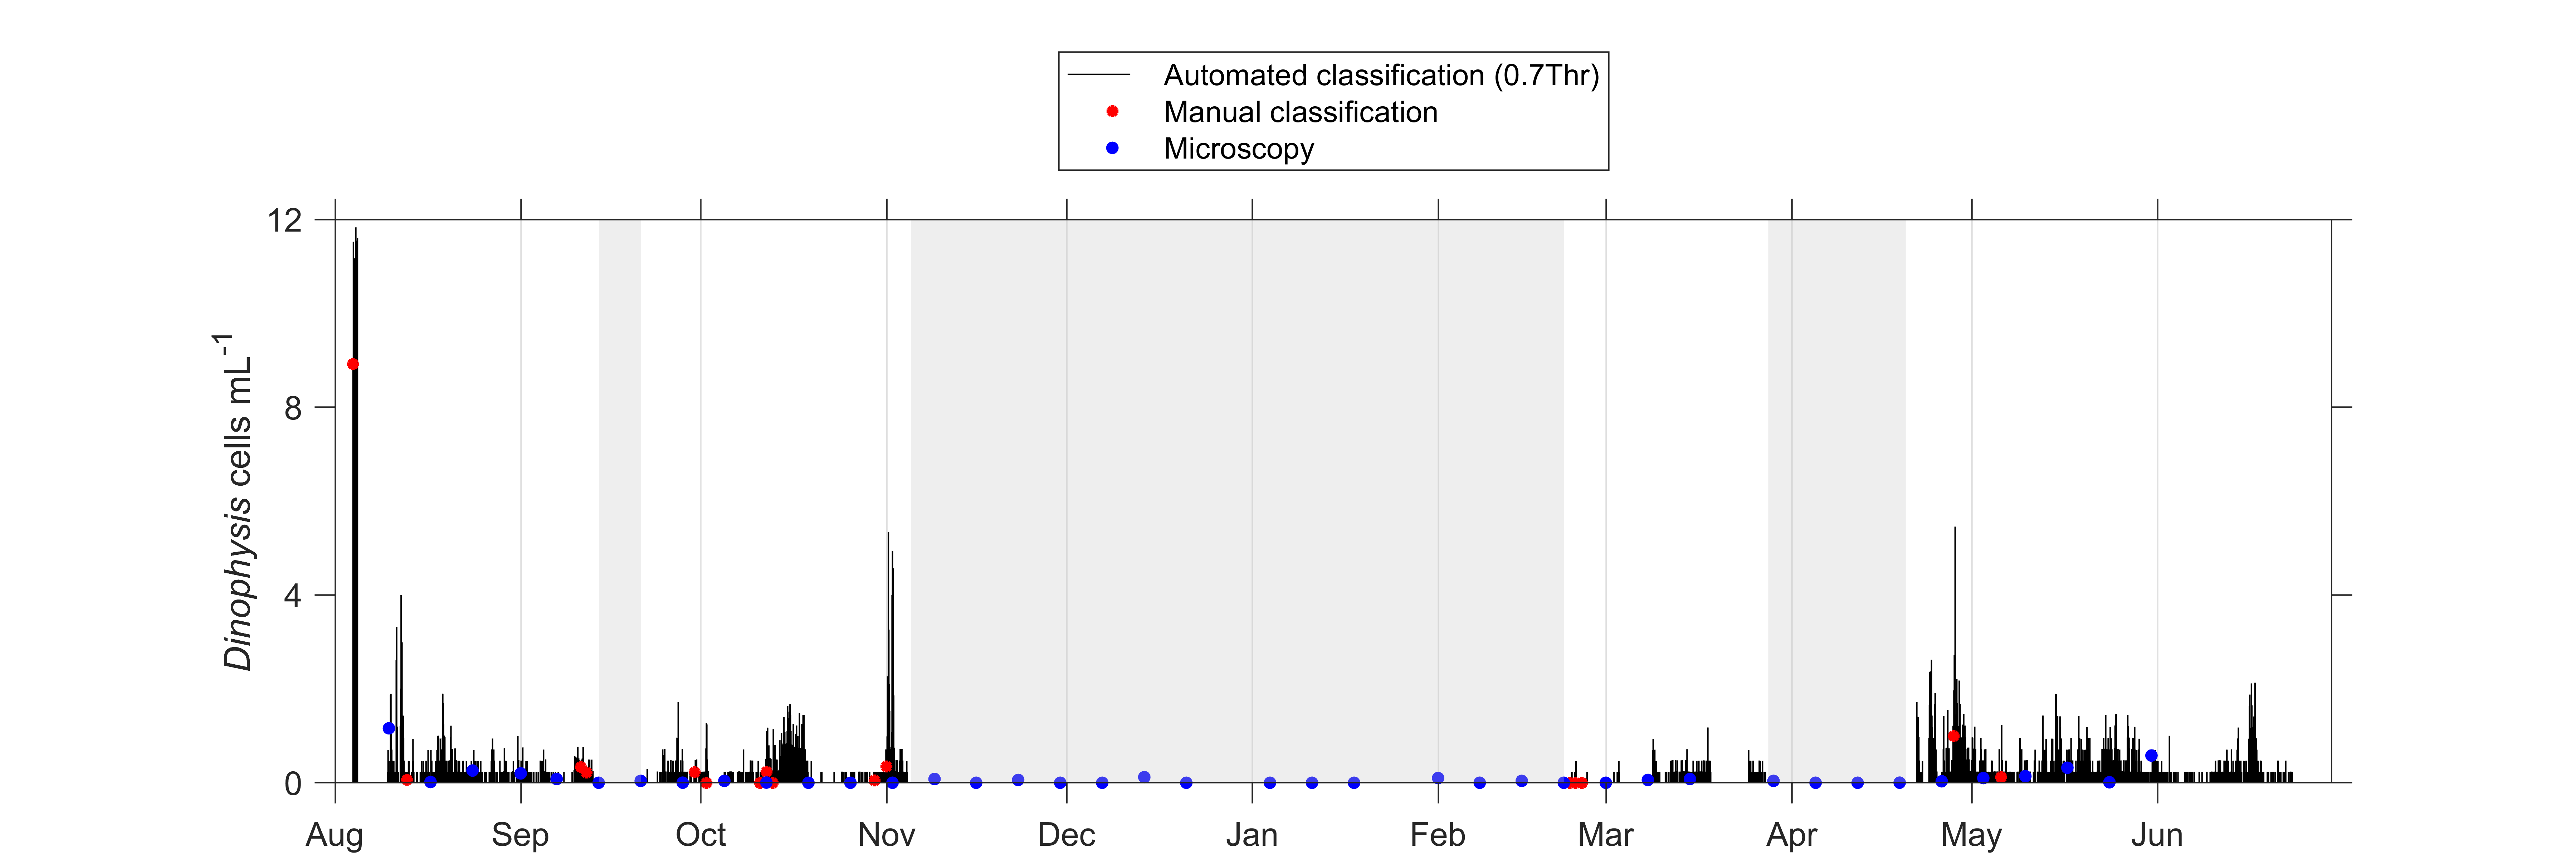 Automated classification (0.7Thr)
Manual classification
Microscopy
12
8
4
0
Dinophysis cells mL-1
Aug Sep Oct Nov Dec Jan Feb Mar Apr May Jun